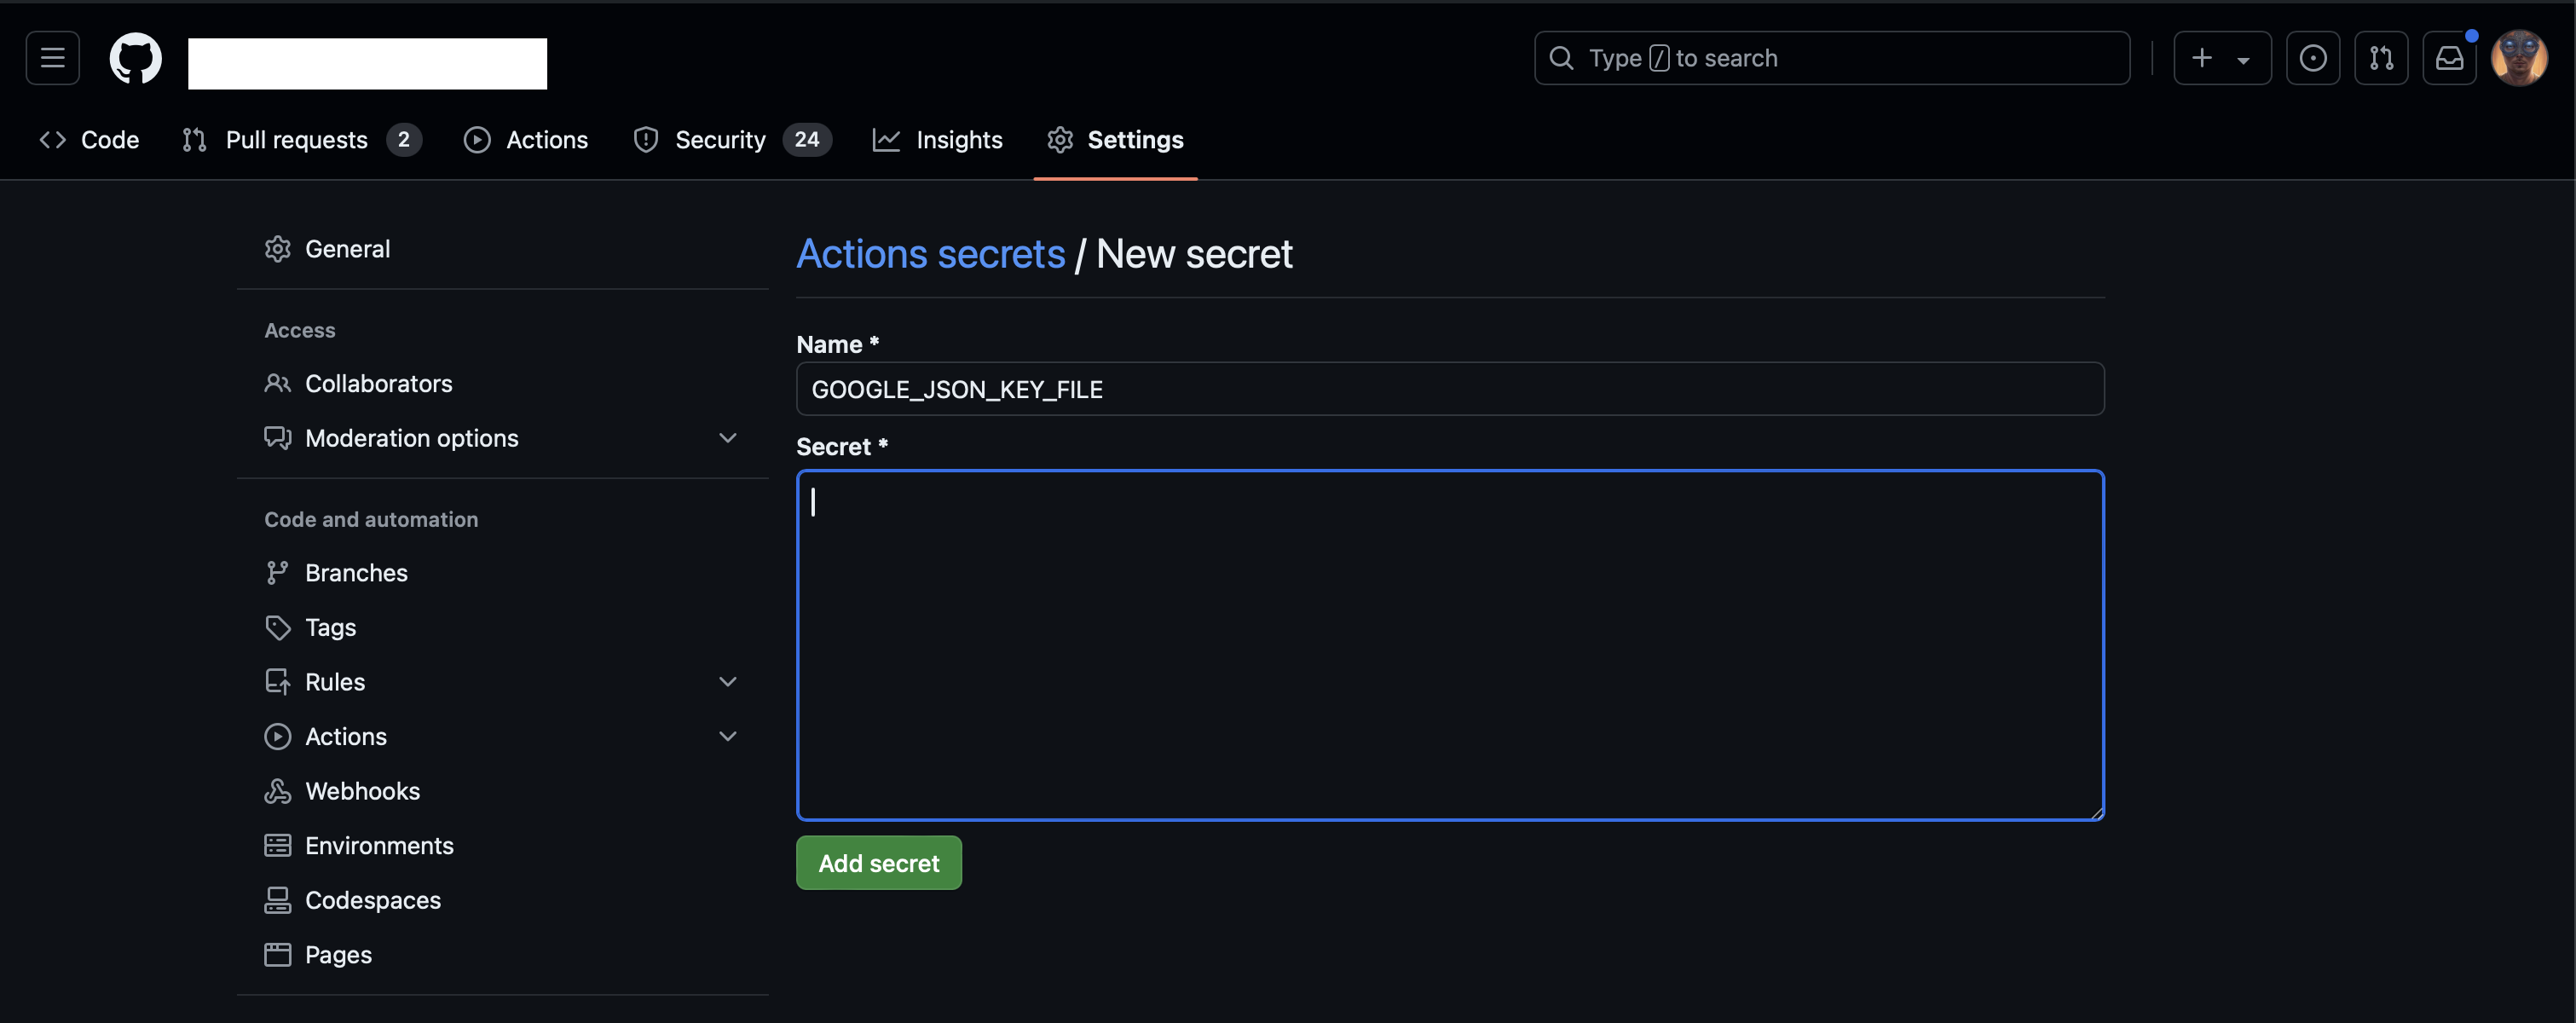 Type / to search
Code Pull requests 2 Actions Security 24 Insights Settings
General
Access
Collaborators
Moderation options
Code and automation
Branches
Tags
Rules
Actions
Webhooks
Environments
Codespaces
Pages
Actions secrets / New secret
Name *
GOOGLE_JSON_KEY_FILE
Secret *
Add secret